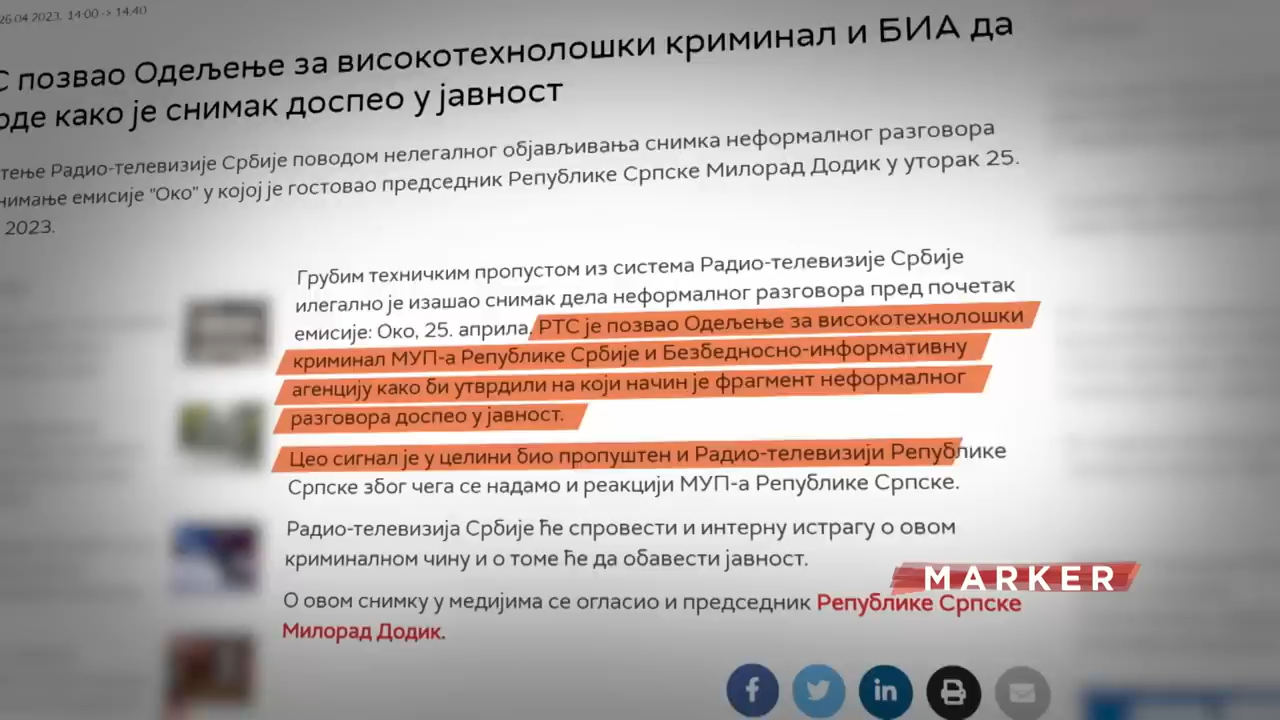 26.04 2023, 14:00 -> 14:40
позвао Одељење за високотехнолошки криминал и БИА да
како је снимак доспео у јавност
Радио-телевизије Србије поводом нелегалног објављивања снимка неформалног разговора
емисије "Око" у којој је гостовао председник Републике Српске Милорад Додик у уторак 25.
2023.
Грубим техничким пропустом из система Радио-телевизије Србије
илегално је изашао снимак дела неформалног разговора пред почетак
емисије: Око, 25. априла. РТС је позвао Одељење за високотехнолошки
криминал МУП-а Републике Србије и Безбедносно-информативну
агенцију како би утврдили на који начин је фрагмент неформалног
разговора доспео у јавност.
Цео сигнал је у целини био пропуштен и Радио-телевизији Републике
Српске због чега се надамо и реакцији МУП-а Републике Српске.
Радио-телевизија Србије ће спровести и интерну истрагу о овом
криминалном чину и о томе ће да обавести јавност.
MARKER
О овом снимку у медијима се огласио и председник Републике Српске
Милорад Додик.